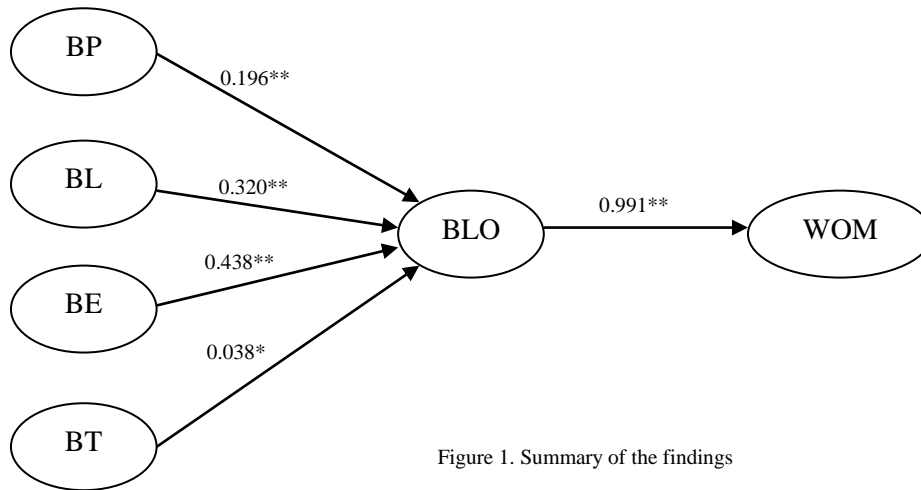 BP
0.196**
BL
0.320**
BLO
0.991**
WOM
BE
0.438**
0.038*
BT
Figure 1. Summary of the findings